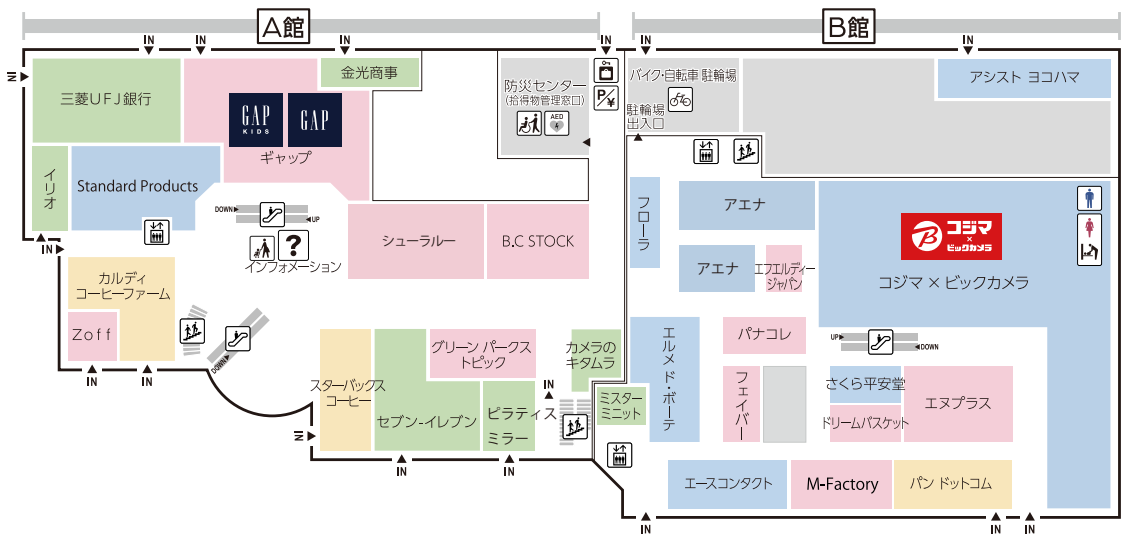 A館
B館
IN
IN
IN
IN
IN
IN
IN
三菱UFJ銀行
GAP
KIDS
GAP
ギャップ
金光商事
防災センター
(拾得物管理窓口)
AED
P/¥
バイク・自転車 駐輪場
駐輪場
出入口
アシスト ヨコハマ
イリオ
Standard Products
DOWN
UP
インフォメーション
?
シューラルー
B.C STOCK
フローラ
アエナ
アエナ
エフエルディー
ジャパン
B
コジマ
×
ビックカメラ
コジマ×ビックカメラ
IN
IN
カルディ
コーヒーファーム
Zoff
DOWN
IN
IN
スターバックス
コーヒー
セブン-イレブン
グリーン パークス
トピック
ピラティス
ミラー
カメラの
キタムラ
IN
ミスター
ミニット
エルメ ド・ボーテ
パナコレ
フェイバー
UP
DOWN
さくら平安堂
ドリームバスケット
エヌプラス
IN
IN
IN
エースコンタクト
M-Factory
パン ドットコム
IN
IN
IN